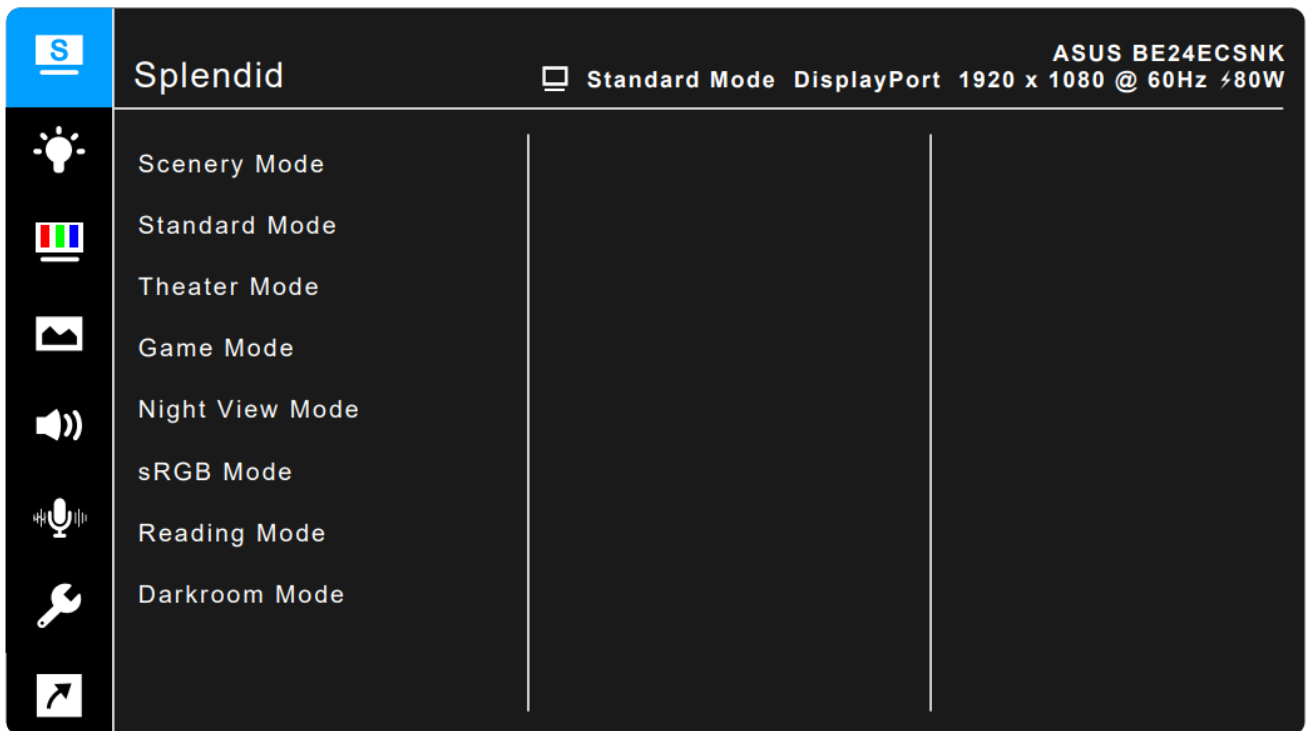 S
Splendid
ASUS BE24ECSNK
Standard Mode DisplayPort 1920 x 1080 @ 60Hz ⚡80W
Scenery Mode
Standard Mode
Theater Mode
Game Mode
Night View Mode
sRGB Mode
Reading Mode
Darkroom Mode